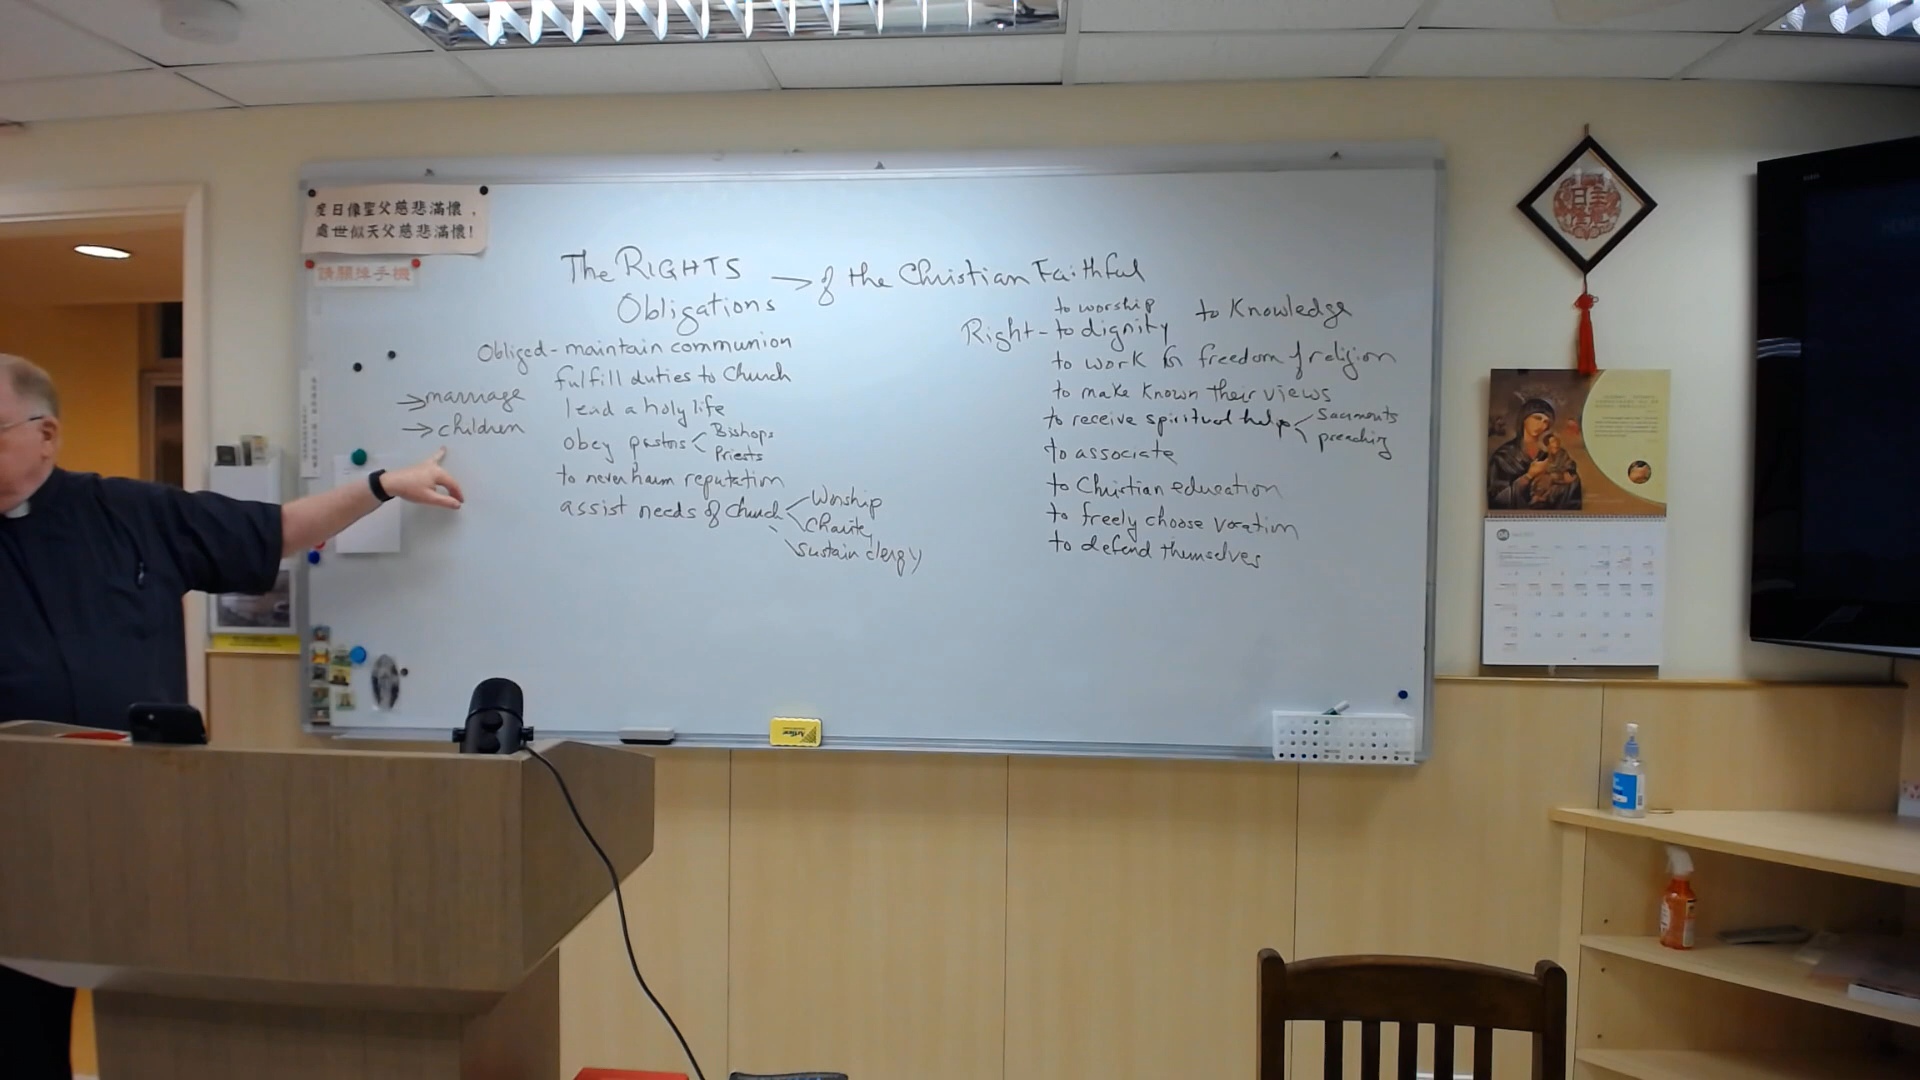 度日像聖父慈悲滿懷，
處世似天父慈悲滿懷！
請關掉手機
The RIGHTS
Obligations
→ of the Christian Faithful
Obliged - maintain communion
fulfill duties to Church
lead a holy life
→ marriage
→ children
obey pastors < Bishops
Priests
to never harm reputation
assist needs of Church < Worship
Charity
Sustain clergy
to worship to Knowledge
Right - to dignity
to work for freedom of religion
to make known their views
to receive spiritual help < Sacraments
preaching
to associate
to Christian education
to freely choose vocation
to defend themselves